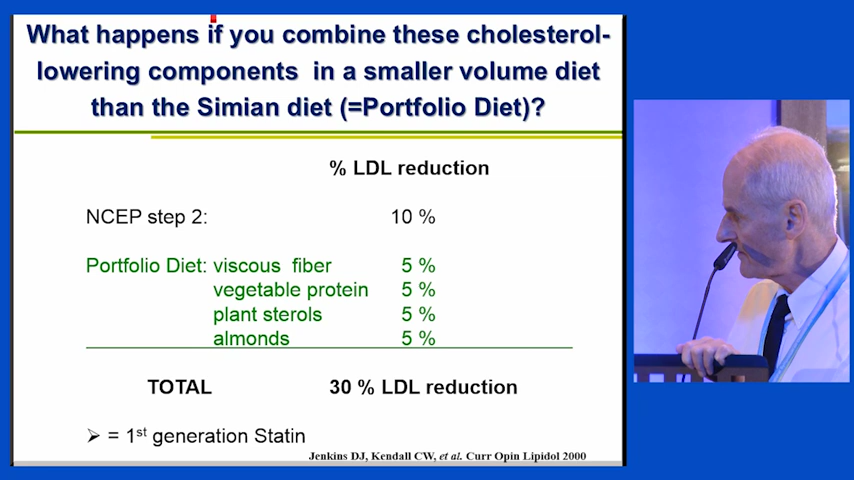 What happens if you combine these cholesterol-
lowering components in a smaller volume diet
than the Simian diet (=Portfolio Diet)?
% LDL reduction
NCEP step 2: 10 %
Portfolio Diet: viscous fiber 5 %
vegetable protein 5 %
plant sterols 5 %
almonds 5 %
TOTAL 30 % LDL reduction
➢ = 1st generation Statin
Jenkins DJ, Kendall CW, et al. Curr Opin Lipidol 2000